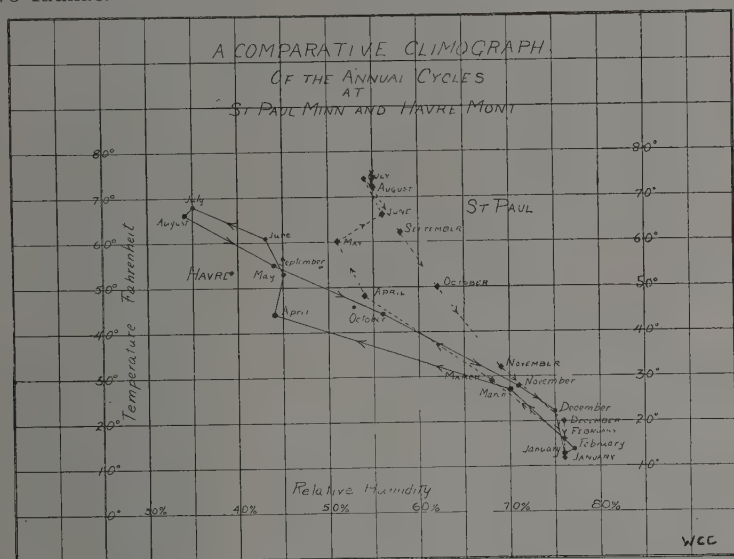 A COMPARATIVE CLIMOGRAPH
OF THE ANNUAL CYCLES
AT
ST PAUL MINN AND HAVRE MONT
80° 80°
JULY
AUGUST
70° July 70°
August JUNE ST PAUL
SEPTEMBER
60° June MAY 60°
September
HAVRE May
50° OCTOBER 50°
APRIL
April October
40° 40°
NOVEMBER
30° MARCH November 30°
March
December
20° DECEMBER 20°
FEBRUARY
February
January
10° JANUARY 10°
Temperature Fahrenheit
Relative Humidity
0° 30% 40% 50% 60% 70% 80%
WCC